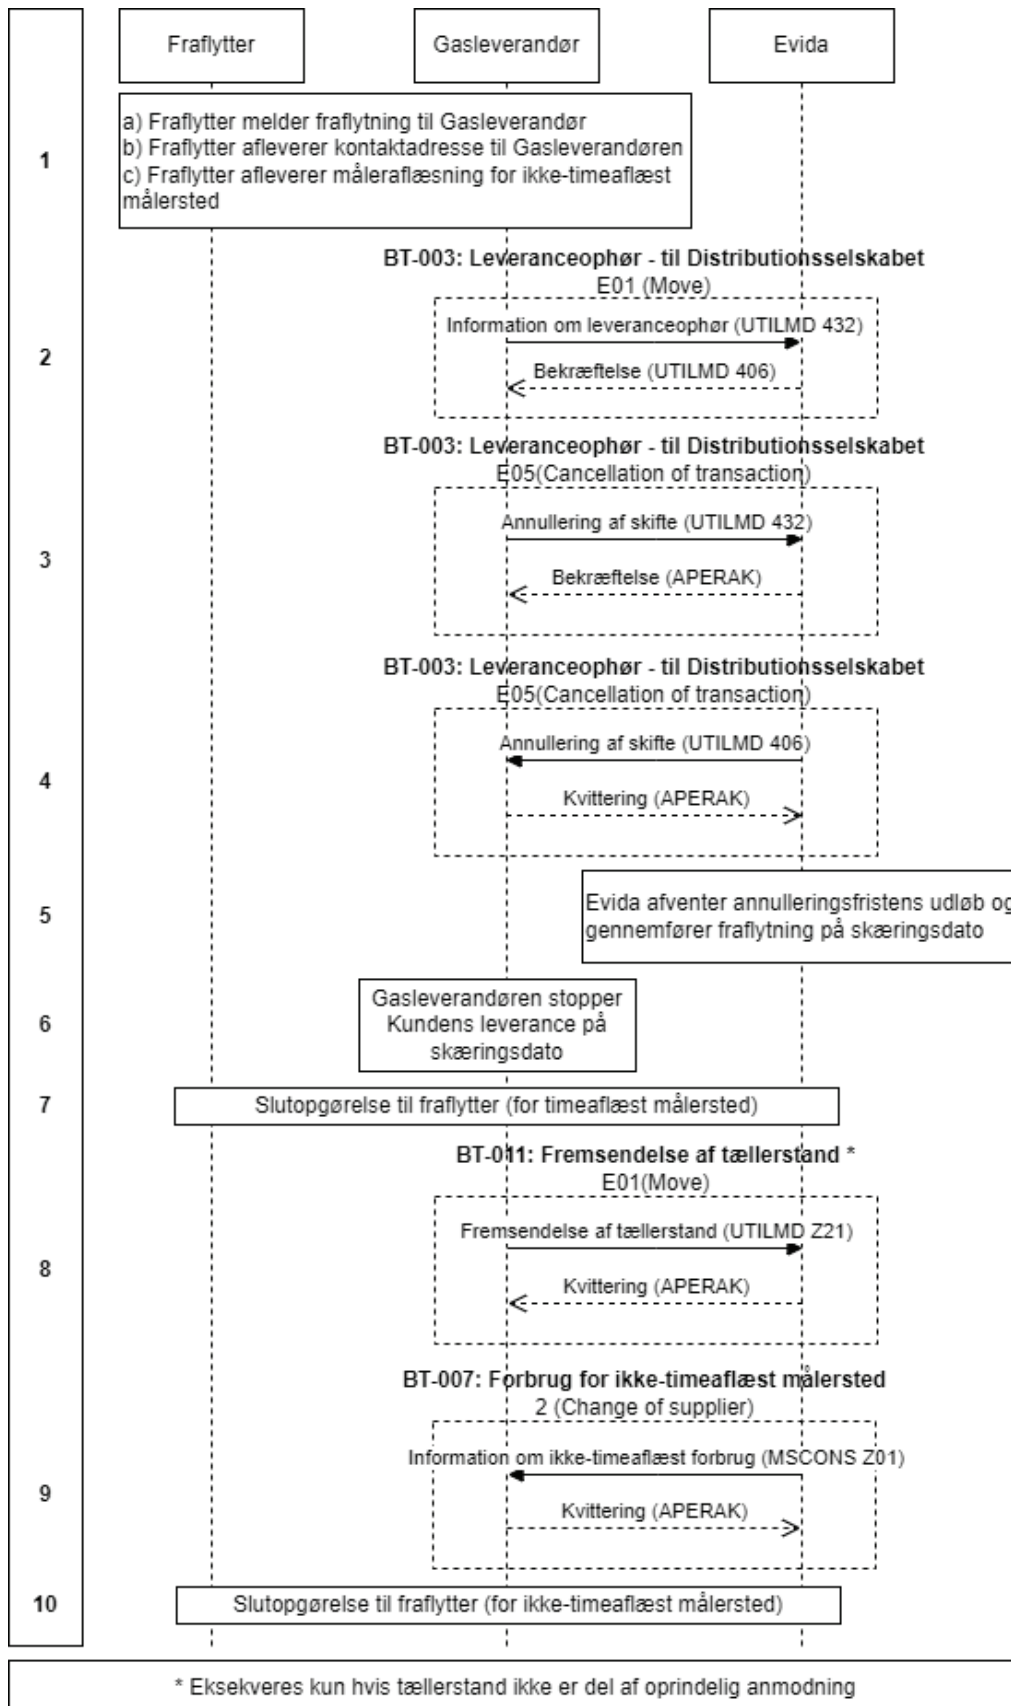 Fraflytter
Gasleverandør
Evida
1
a) Fraflytter melder fraflytning til Gasleverandør
b) Fraflytter afleverer kontaktadresse til Gasleverandøren
c) Fraflytter afleverer måleraflæsning for ikke-timeaflæst
målersted
BT-003: Leveranceophør - til Distributionsselskabet
E01 (Move)
2
Information om leveranceophør (UTILMD 432)
Bekræftelse (UTILMD 406)
BT-003: Leveranceophør - til Distributionsselskabet
E05(Cancellation of transaction)
3
Annullering af skifte (UTILMD 432)
Bekræftelse (APERAK)
BT-003: Leveranceophør - til Distributionsselskabet
E05(Cancellation of transaction)
4
Annullering af skifte (UTILMD 406)
Kvittering (APERAK)
5
Evida afventer annulleringsfristens udløb og
gennemfører fraflytning på skæringsdato
6
Gasleverandøren stopper
Kundens leverance på
skæringsdato
7
Slutopgørelse til fraflytter (for timeaflæst målersted)
BT-011: Fremsendelse af tællerstand *
E01(Move)
8
Fremsendelse af tællerstand (UTILMD Z21)
Kvittering (APERAK)
BT-007: Forbrug for ikke-timeaflæst målersted
2 (Change of supplier)
9
Information om ikke-timeaflæst forbrug (MSCONS Z01)
Kvittering (APERAK)
10
Slutopgørelse til fraflytter (for ikke-timeaflæst målersted)
* Eksekveres kun hvis tællerstand ikke er del af oprindelig anmodning